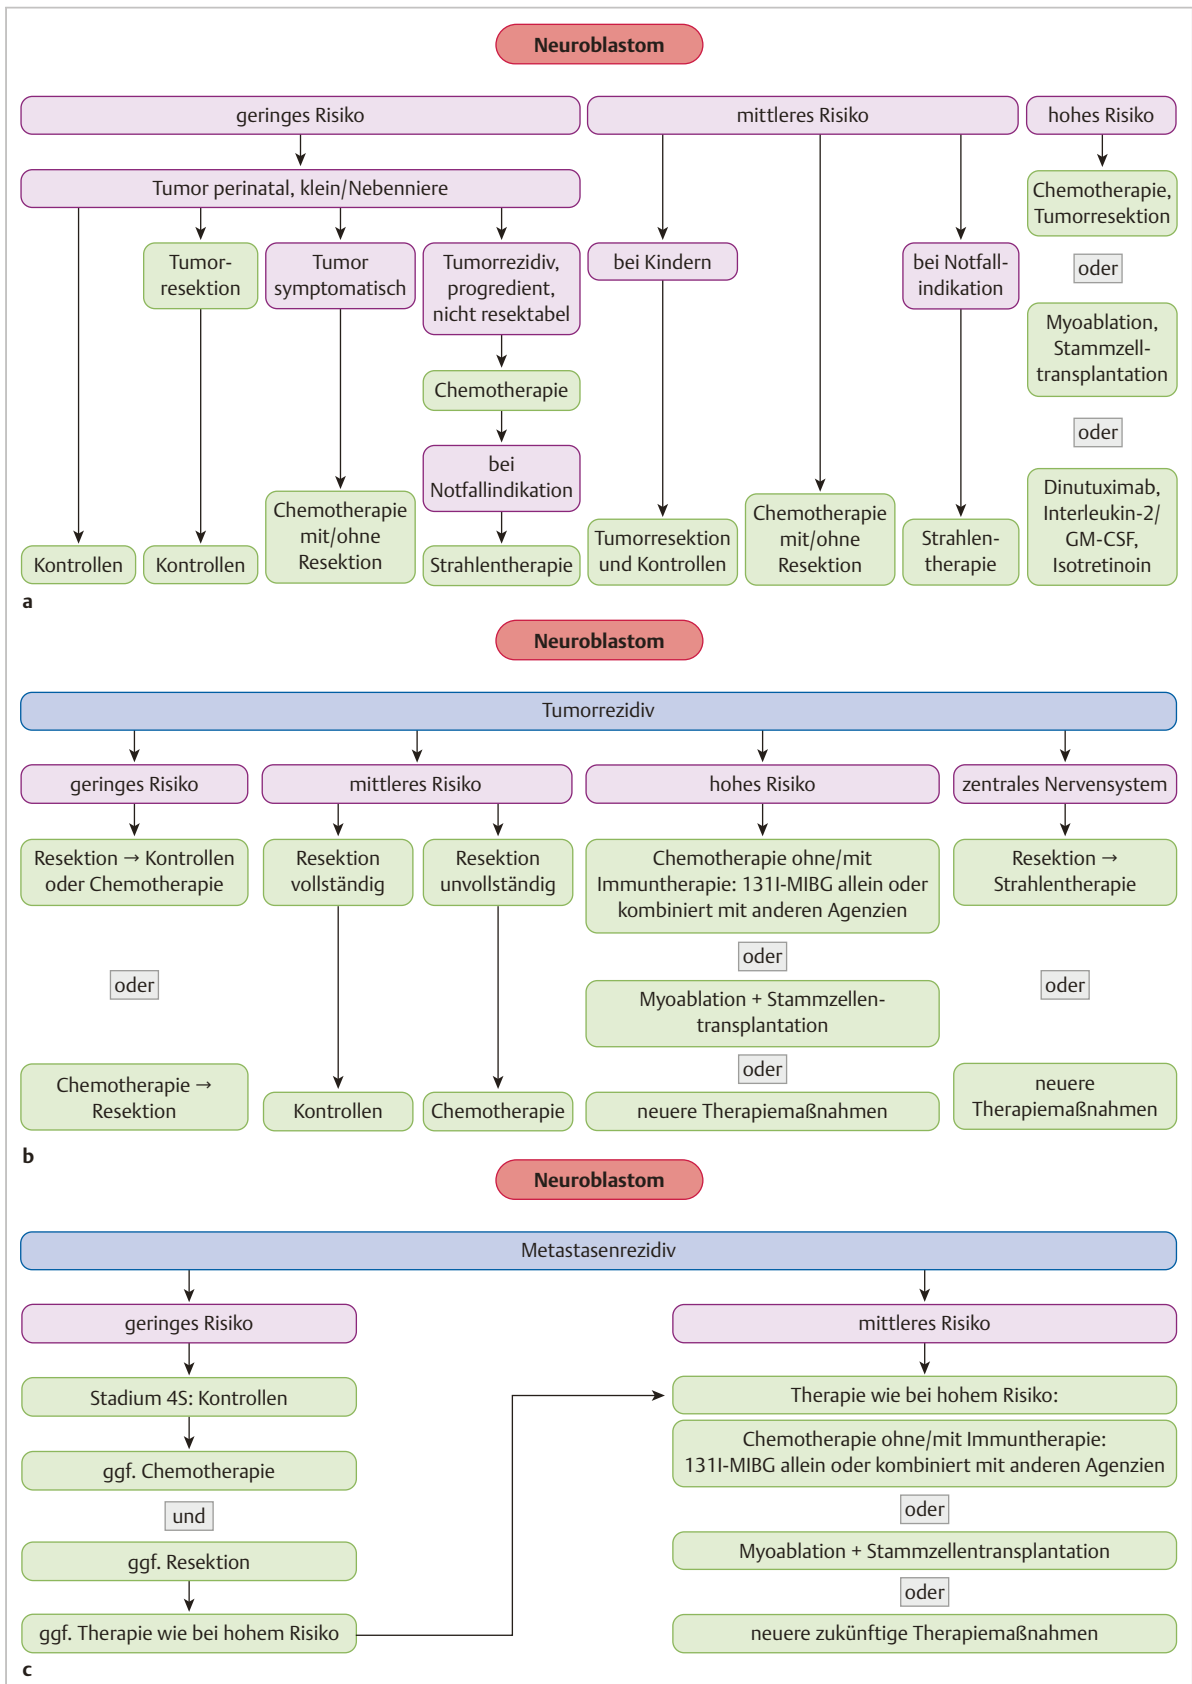 Neuroblastom
geringes Risiko
mittleres Risiko
hohes Risiko
Tumor perinatal, klein/Nebenniere
Chemotherapie,
Tumorresektion
Tumor-
resektion
Tumor
symptomatisch
Tumorrezidiv,
progredient,
nicht resektabel
bei Kindern
bei Notfall-
indikation
oder
Myoablation,
Stammzell-
transplantation
Chemotherapie
oder
bei
Notfallindikation
Kontrollen
Kontrollen
Chemotherapie
mit/ohne
Resektion
Strahlentherapie
Tumorresektion
und Kontrollen
Chemotherapie
mit/ohne
Resektion
Strahlen-
therapie
Dinutuximab,
Interleukin-2/
GM-CSF,
Isotretinoin
a
Neuroblastom
Tumorrezidiv
geringes Risiko
mittleres Risiko
hohes Risiko
zentrales Nervensystem
Resektion → Kontrollen
oder Chemotherapie
Resektion
vollständig
Resektion
unvollständig
Chemotherapie ohne/mit
Immuntherapie: 131I-MIBG allein oder
kombiniert mit anderen Agenzien
Resektion →
Strahlentherapie
oder
oder
oder
Myoablation + Stammzellen-
transplantation
oder
Chemotherapie →
Resektion
Kontrollen
Chemotherapie
neuere Therapiemaßnahmen
neuere
Therapiemaßnahmen
b
Neuroblastom
Metastasenrezidiv
geringes Risiko
mittleres Risiko
Stadium 4S: Kontrollen
Therapie wie bei hohem Risiko:
ggf. Chemotherapie
Chemotherapie ohne/mit Immuntherapie:
131I-MIBG allein oder kombiniert mit anderen Agenzien
und
oder
ggf. Resektion
Myoablation + Stammzellentransplantation
oder
ggf. Therapie wie bei hohem Risiko
neuere zukünftige Therapiemaßnahmen
c